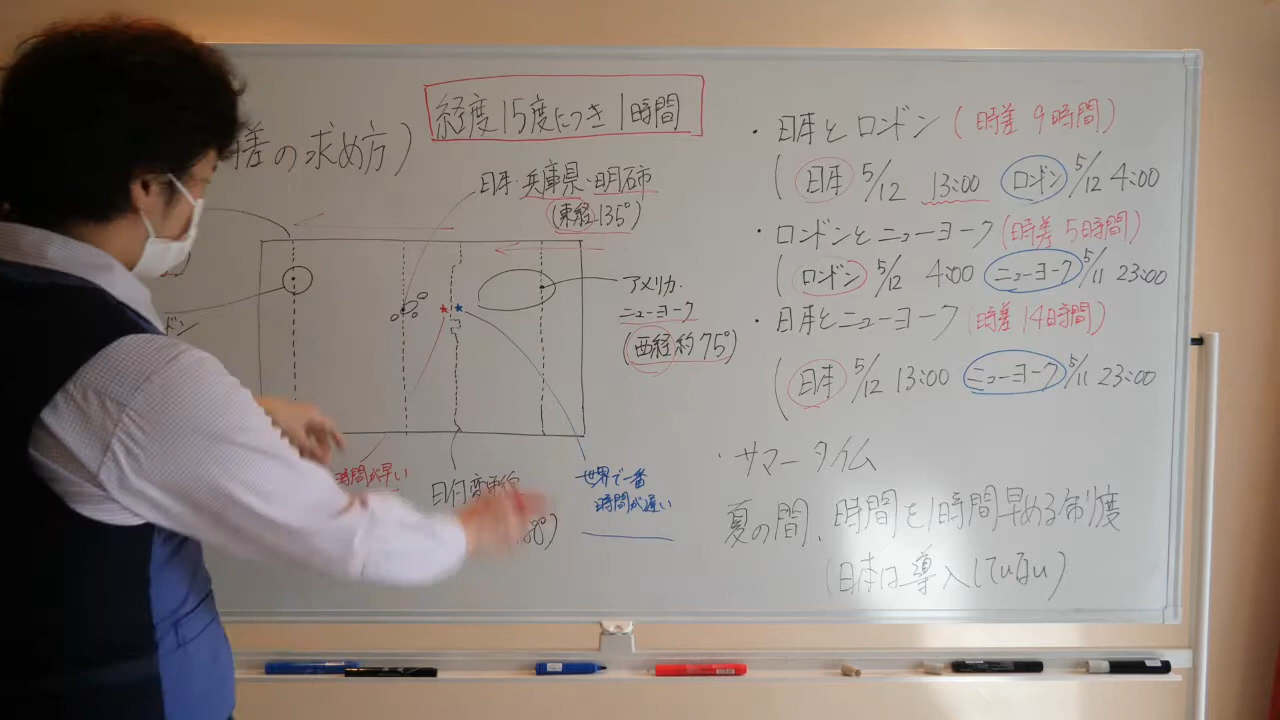 経度15度につき1時間
差の求め方)
日本・兵庫県・明石市
(東経135°)
アメリカ・
ニューヨーク
(西経約75°)
ドン
時間が早い
日付変更線
80°)
世界で一番
時間が遅い
・日本とロンドン(時差 9時間)
(日本 5/12 13:00 ロンドン 5/12 4:00
・ロンドンとニューヨーク(時差 5時間)
(ロンドン 5/12 4:00 ニューヨーク 5/11 23:00
・日本とニューヨーク(時差 14時間)
(日本 5/12 13:00 ニューヨーク 5/11 23:00
・サマータイム
夏の間、時間を1時間早める制度
(日本は導入していない)